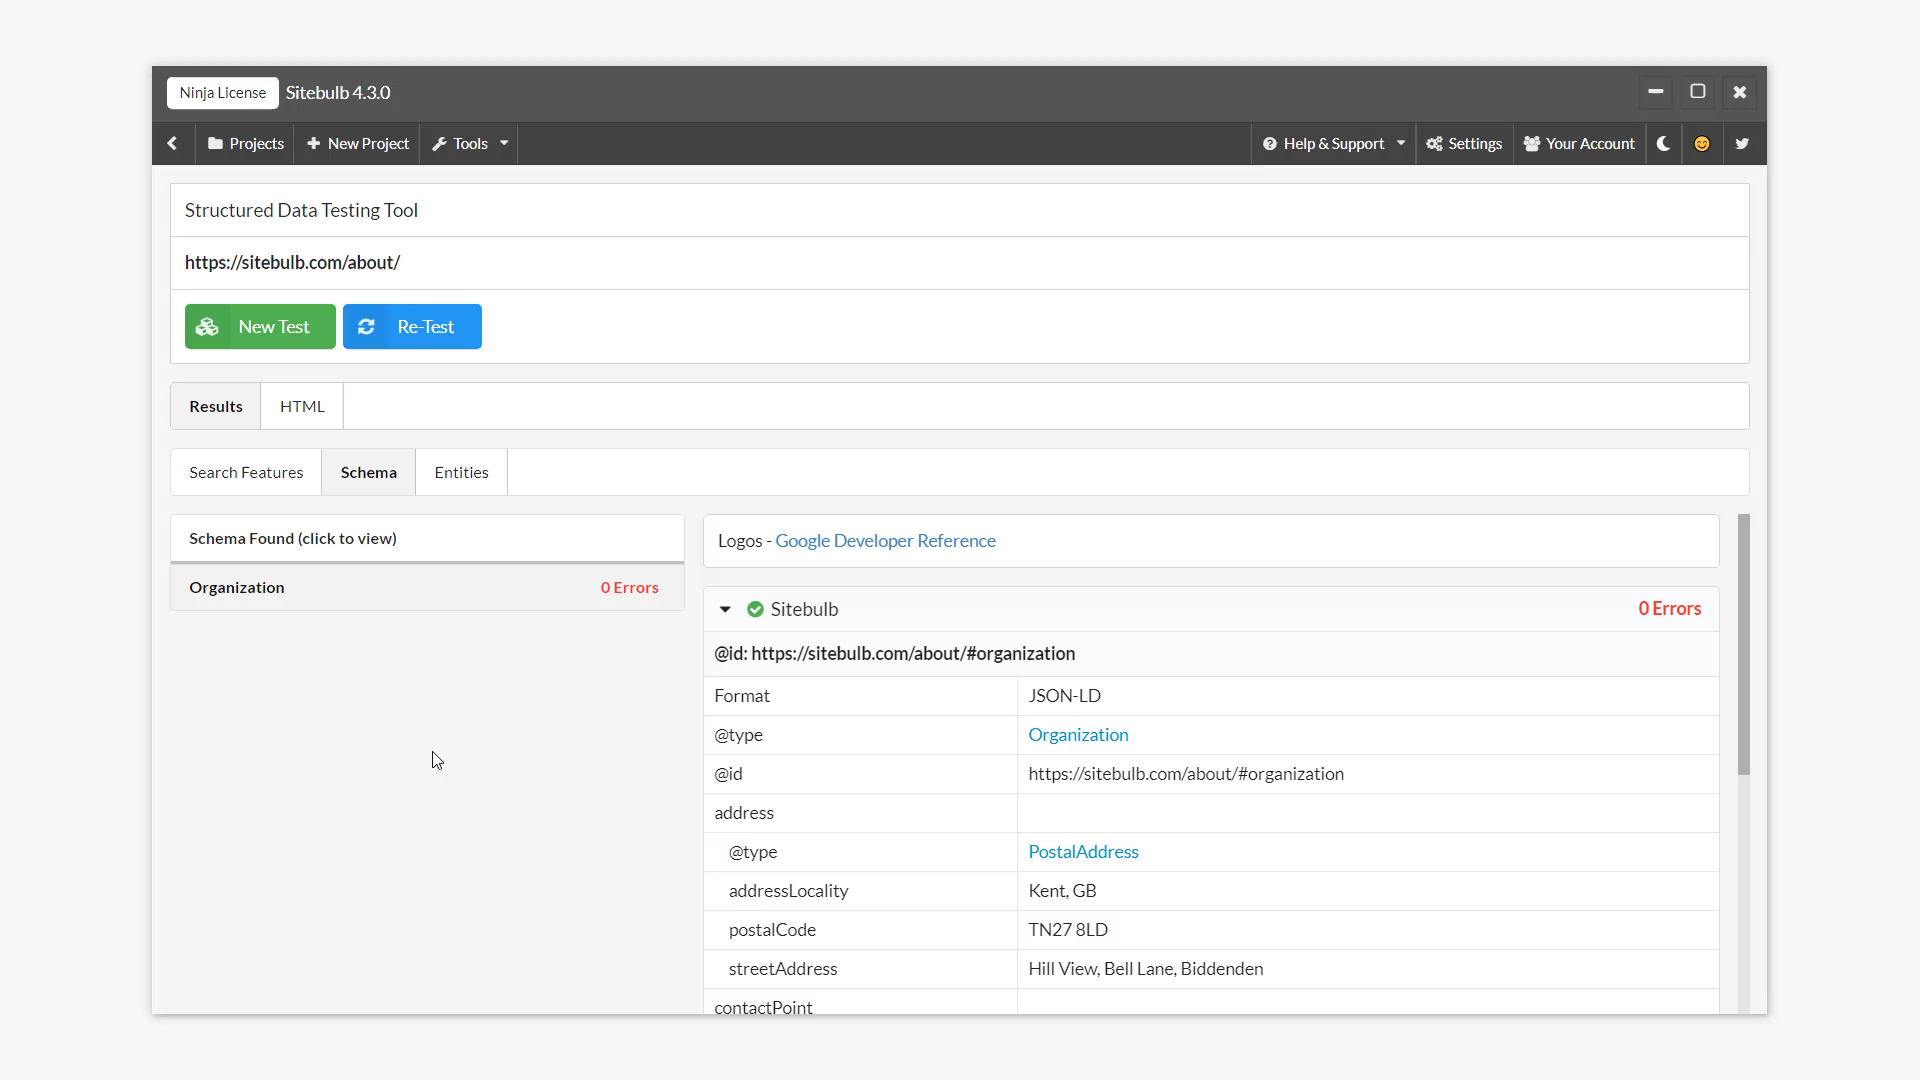 Ninja License Sitebulb 4.3.0
Projects New Project Tools Help & Support Settings Your Account
Structured Data Testing Tool
https://sitebulb.com/about/
New Test Re-Test
Results HTML
Search Features Schema Entities
Schema Found (click to view)
Organization 0 Errors
Logos - Google Developer Reference
Sitebulb 0 Errors
@id: https://sitebulb.com/about/#organization
Format JSON-LD
@type Organization
@id https://sitebulb.com/about/#organization
address
@type PostalAddress
addressLocality Kent, GB
postalCode TN27 8LD
streetAddress Hill View, Bell Lane, Biddenden
contactPoint